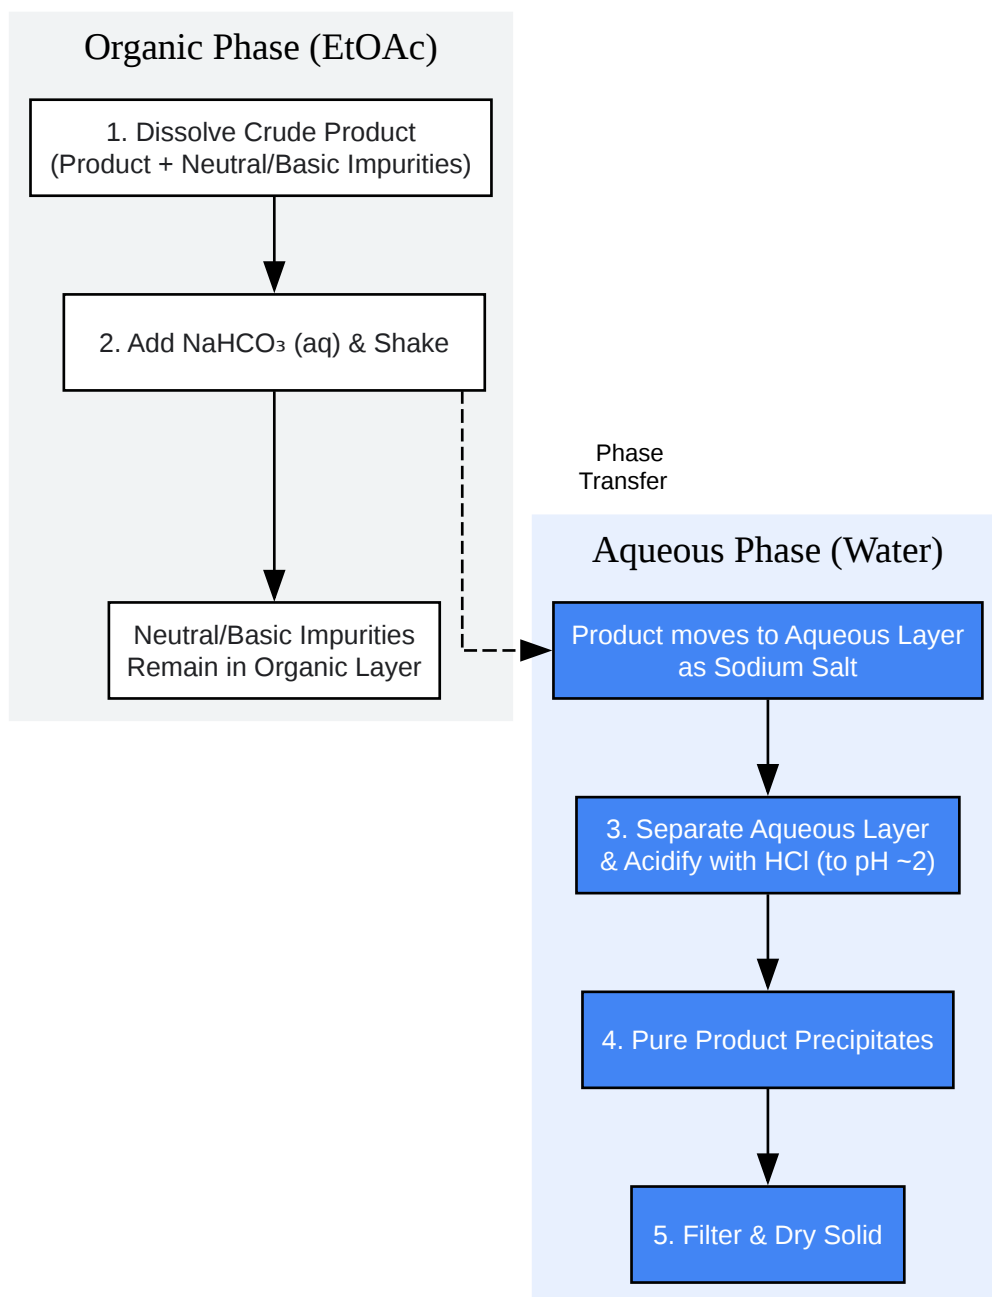 Organic Phase (EtOAc)
1. Dissolve Crude Product
(Product + Neutral/Basic Impurities)
2. Add NaHCO₃ (aq) & Shake
Neutral/Basic Impurities
Remain in Organic Layer
Phase
Transfer
Aqueous Phase (Water)
Product moves to Aqueous Layer
as Sodium Salt
3. Separate Aqueous Layer
& Acidify with HCl (to pH ~2)
4. Pure Product Precipitates
5. Filter & Dry Solid